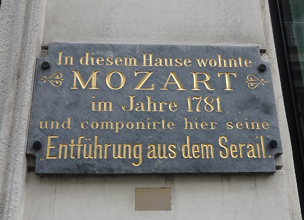 In diesem Hause wohnte
MOZART
im Jahre 1781
und componirte hier seine
Entführung aus dem Serail.